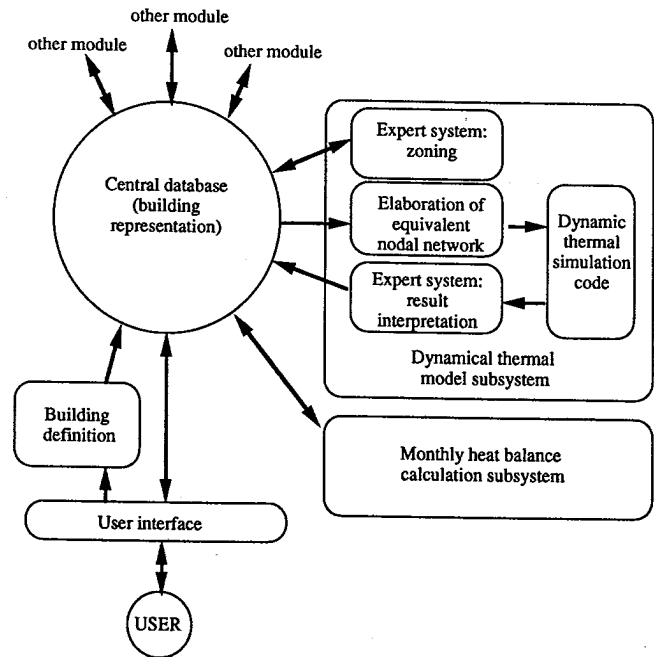 other module
other module
other module
Central database
(building
representation)
Expert system:
zoning
Elaboration of
equivalent
nodal network
Expert system:
result
interpretation
Dynamic
thermal
simulation
code
Dynamical thermal
model subsystem
Building
definition
Monthly heat balance
calculation subsystem
User interface
USER